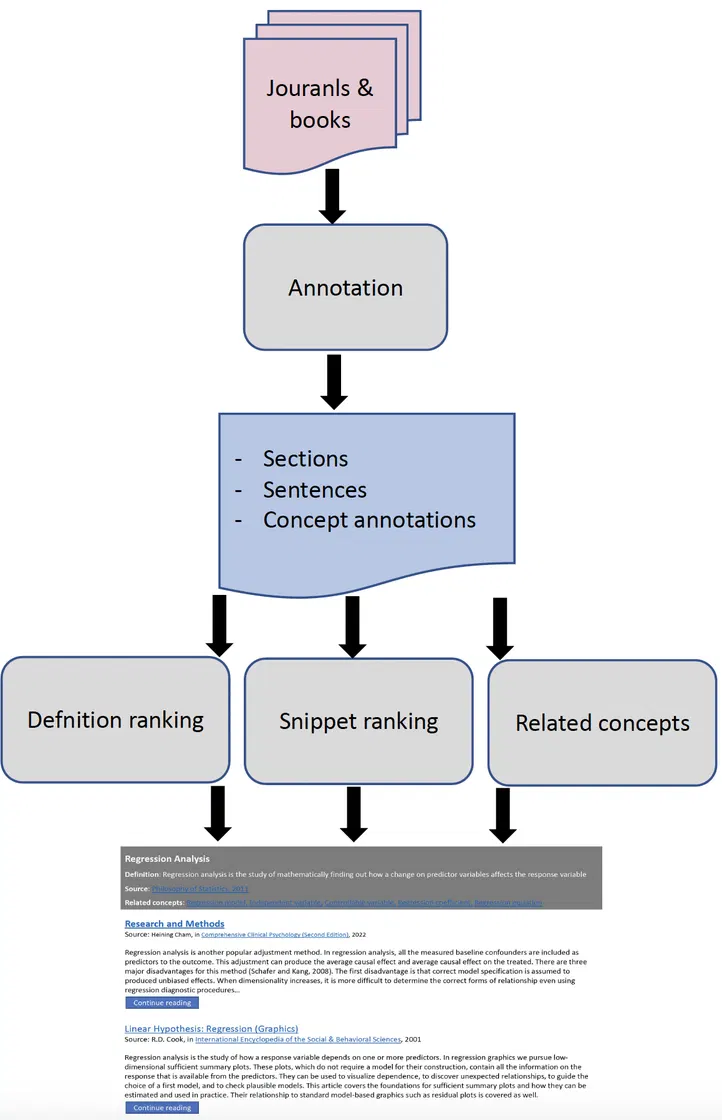 Jouranls &
books
Annotation
- Sections
- Sentences
- Concept annotations
Defnition ranking
Snippet ranking
Related concepts
Regression Analysis
Definition: Regression analysis is the study of mathematically finding out how a change on predictor variables affects the response variable
Source: Philosophy of Statistics, 2011
Related concepts: Regression model, Independent variable, Controllable variable, Regression coefficient, Regression equation
Research and Methods
Source: Heining Cham, in Comprehensive Clinical Psychology (Second Edition), 2022
Regression analysis is another popular adjustment method. In regression analysis, all the measured baseline confounders are included as
predictors to the outcome. This adjustment can produce the average causal effect and average causal effect on the treated. There are three
major disadvantages for this method (Schafer and Kang, 2008). The first disadvantage is that correct model specification is assumed to
produced unbiased effects. When dimensionality increases, it is more difficult to determine the correct forms of relationship even using
regression diagnostic procedures...
Continue reading
Linear Hypothesis: Regression (Graphics)
Source: R.D. Cook, in International Encyclopedia of the Social & Behavioral Sciences, 2001
Regression analysis is the study of how a response variable depends on one or more predictors. In regression graphics we pursue low-
dimensional sufficient summary plots. These plots, which do not require a model for their construction, contain all the information on the
response that is available from the predictors. They can be used to visualize dependence, to discover unexpected relationships, to guide the
choice of a first model, and to check plausible models. This article covers the foundations for sufficient summary plots and how they can be
estimated and used in practice. Their relationship to standard model-based graphics such as residual plots is covered as well.
Continue reading